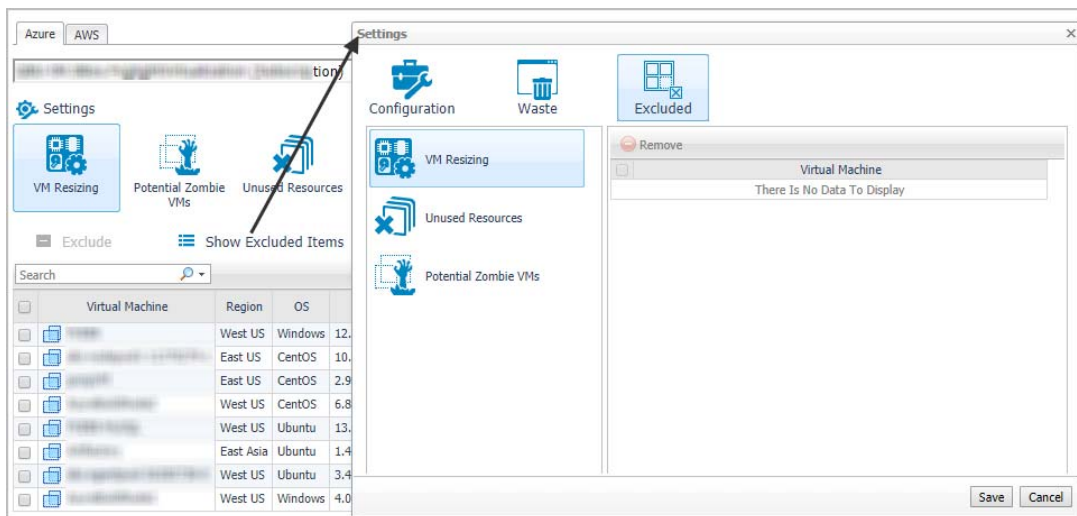 Azure AWS
tion)
Settings
VM Resizing
Potential Zombie
VMs
Unused Resources
Exclude
Show Excluded Items
Search
Virtual Machine Region OS
West US Windows 12.
East US CentOS 10.
East US CentOS 2.9
West US CentOS 6.8
West US Ubuntu 13.
East Asia Ubuntu 1.4
West US Ubuntu 3.4
West US Windows 4.0
Settings
Configuration Waste Excluded
VM Resizing
Unused Resources
Potential Zombie VMs
Remove
Virtual Machine
There Is No Data To Display
Save Cancel